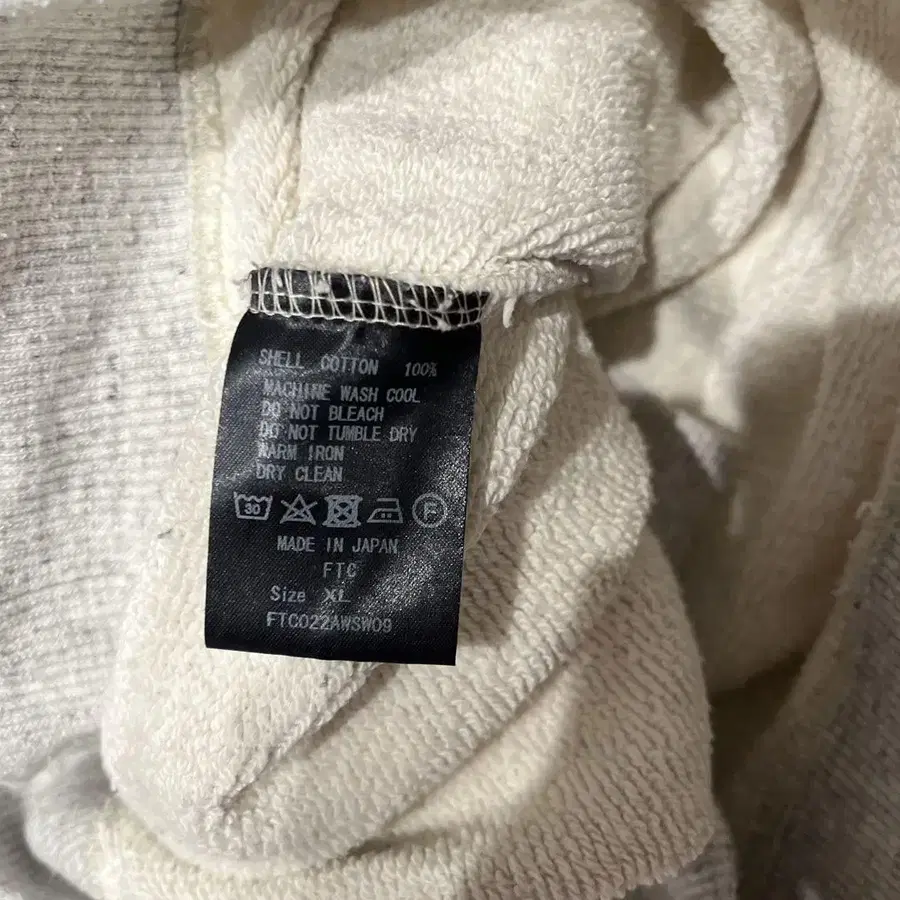 SHELL COTTON 100%
MACHINE WASH COOL
DO NOT BLEACH
DO NOT TUMBLE DRY
WARM IRON
DRY CLEAN
30 F
MADE IN JAPAN
FTC
Size XL
FTC022AWSW09